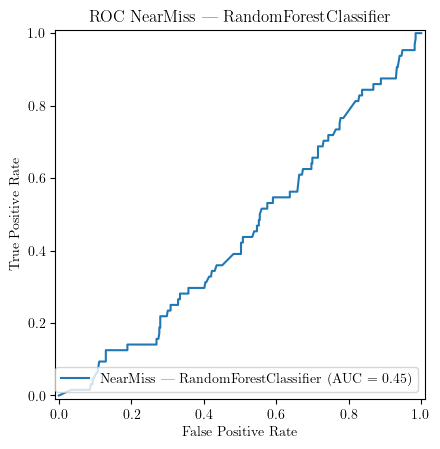 ROC NearMiss — RandomForestClassifier
True Positive Rate
1.0
0.8
0.6
0.4
0.2
0.0
NearMiss — RandomForestClassifier (AUC = 0.45)
0.0 0.2 0.4 0.6 0.8 1.0
False Positive Rate